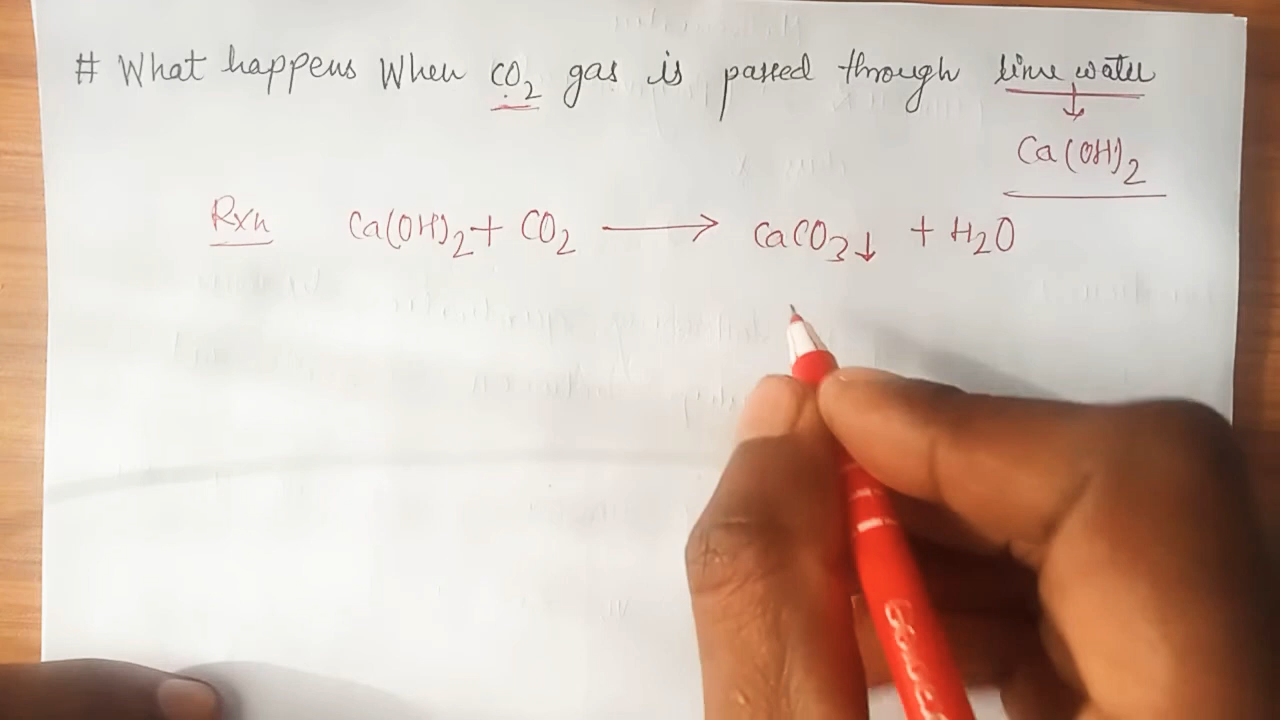 # What happens When CO2 gas is passed through lime water
Ca(OH)2
Rxn Ca(OH)2 + CO2 ⟶ CaCO3↓ + H2O